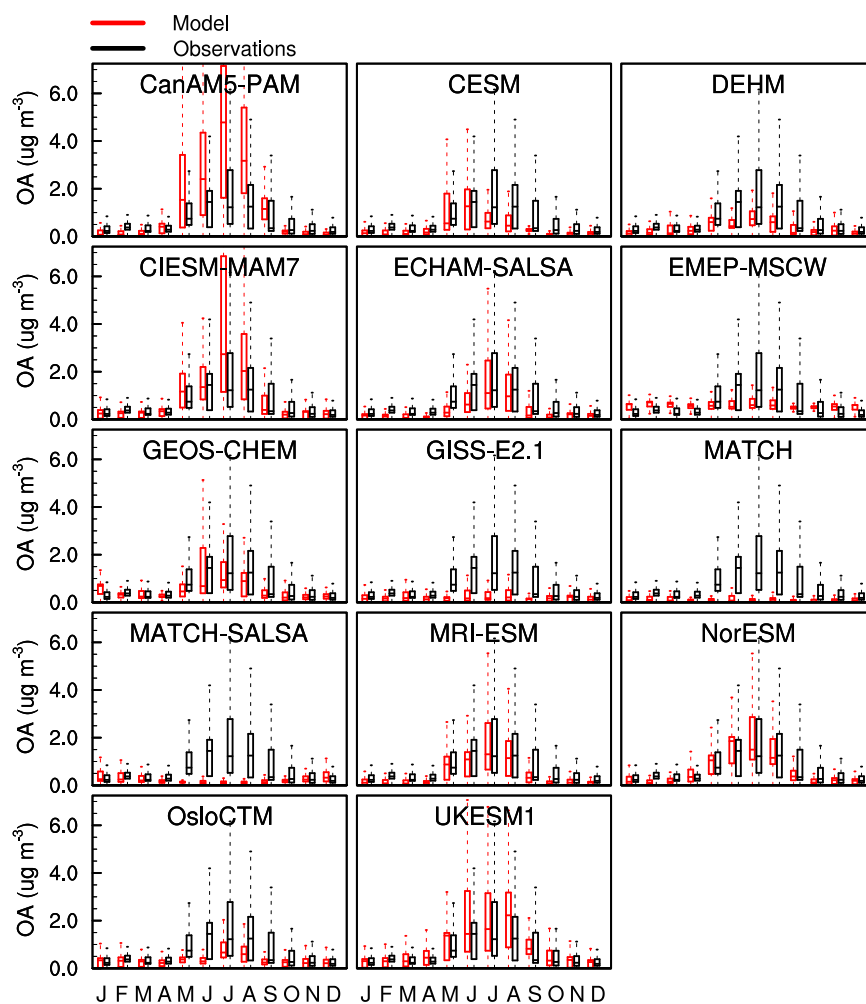 Model
Observations
CanAM5-PAM CESM DEHM
OA (ug m-3) 6.0 4.0 2.0 0.0
CIESM-MAM7 ECHAM-SALSA EMEP-MSCW
OA (ug m-3) 6.0 4.0 2.0 0.0
GEOS-CHEM GISS-E2.1 MATCH
OA (ug m-3) 6.0 4.0 2.0 0.0
MATCH-SALSA MRI-ESM NorESM
OA (ug m-3) 6.0 4.0 2.0 0.0
OsloCTM UKESM1
OA (ug m-3) 6.0 4.0 2.0 0.0
J F M A M J J A S O N D J F M A M J J A S O N D